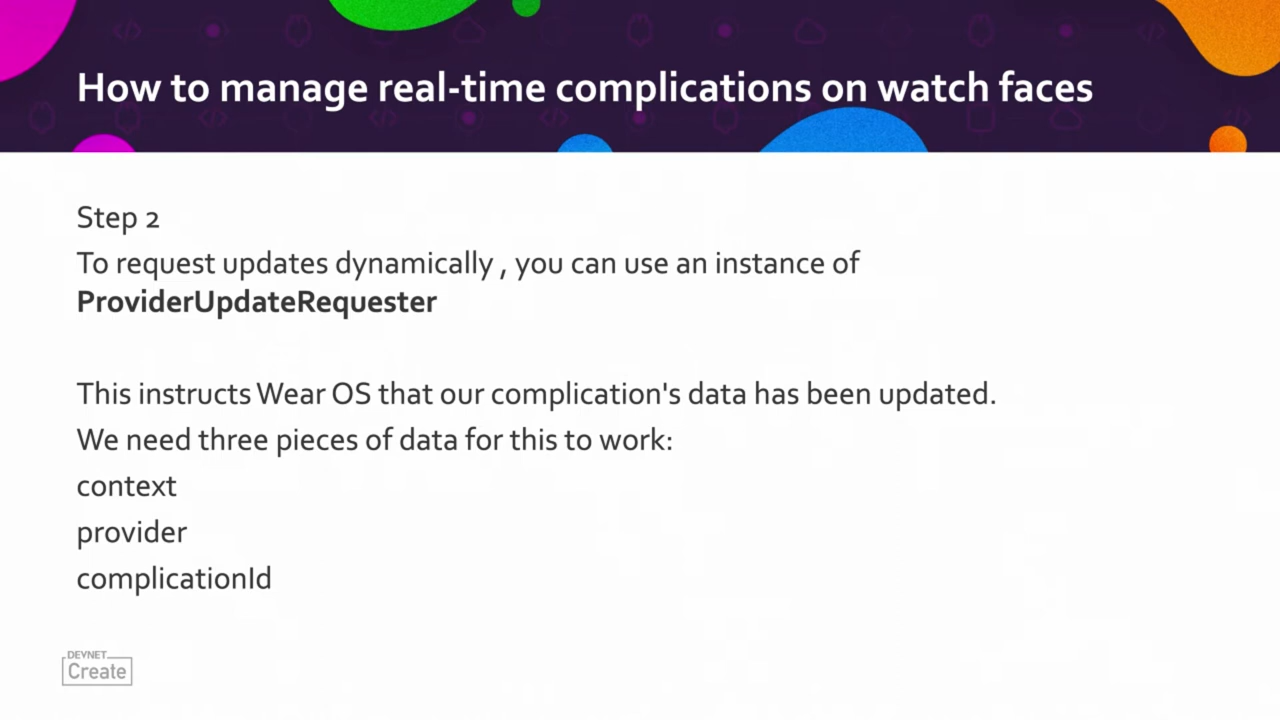 How to manage real-time complications on watch faces
Step 2
To request updates dynamically , you can use an instance of
ProviderUpdateRequester
This instructs Wear OS that our complication's data has been updated.
We need three pieces of data for this to work:
context
provider
complicationId
DEVNET
Create